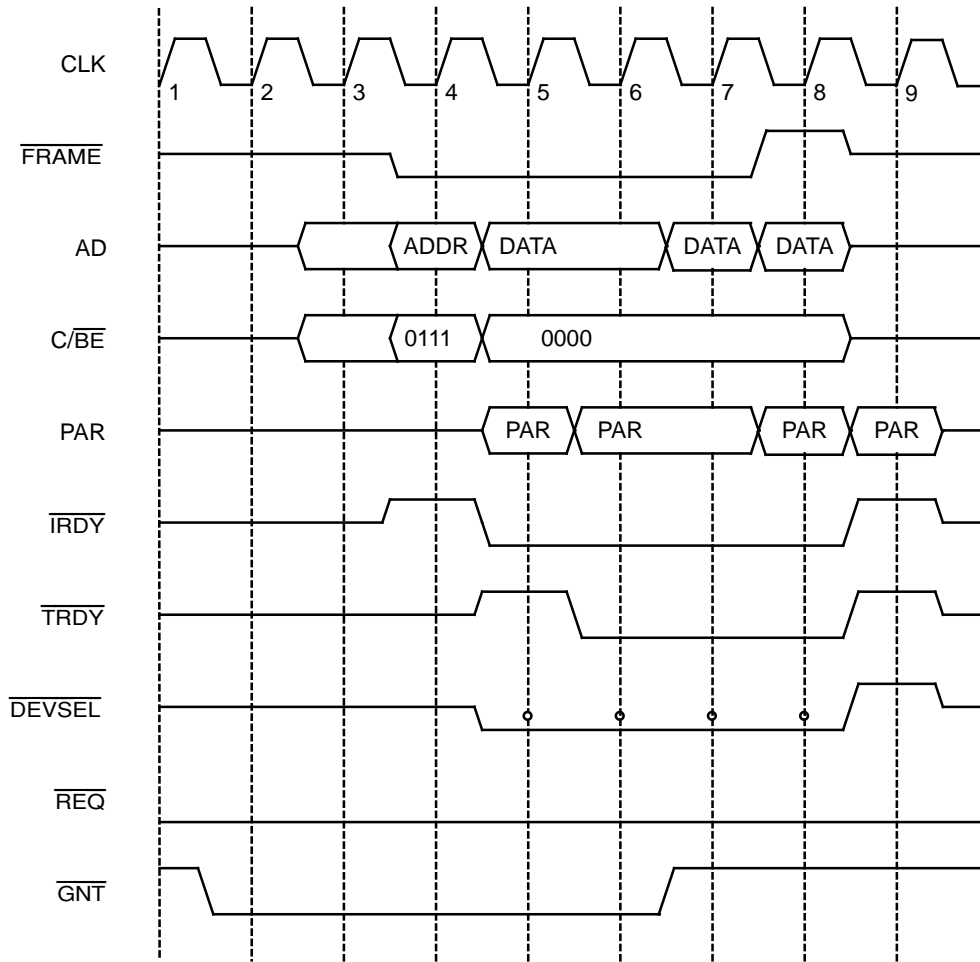 CLK
1 2 3 4 5 6 7 8 9
FRAME
AD
ADDR DATA DATA DATA
C/BE
0111 0000
PAR
PAR PAR PAR PAR
IRDY
TRDY
DEVSEL
REQ
GNT